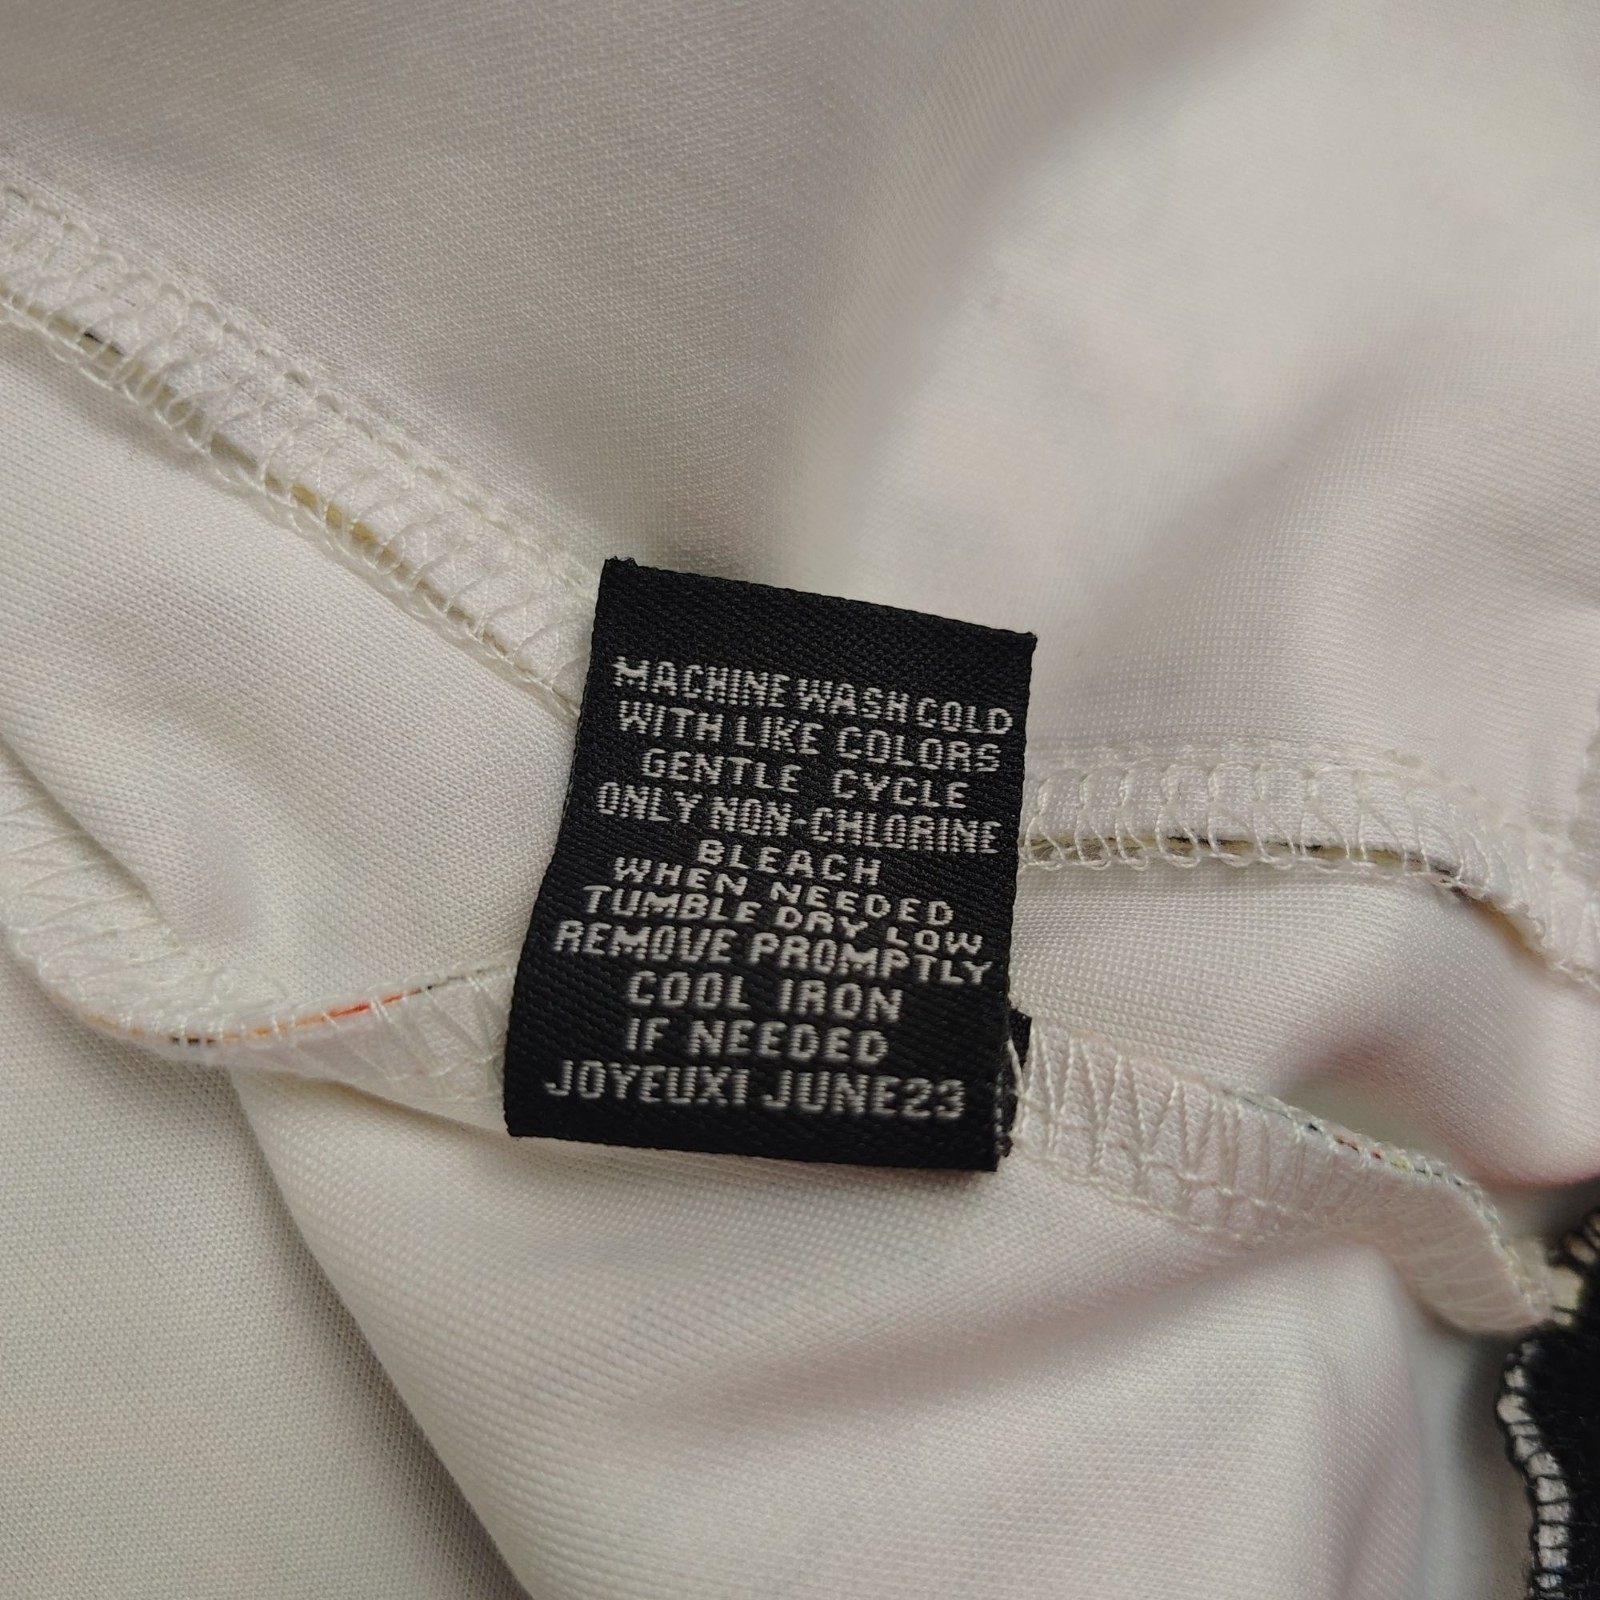 MACHINE WASH COLD
WITH LIKE COLORS
GENTLE CYCLE
ONLY NON-CHLORINE
BLEACH
WHEN NEEDED
TUMBLE DRY LOW
REMOVE PROMPTLY
COOL IRON
IF NEEDED
JOYEUX1 JUNE23